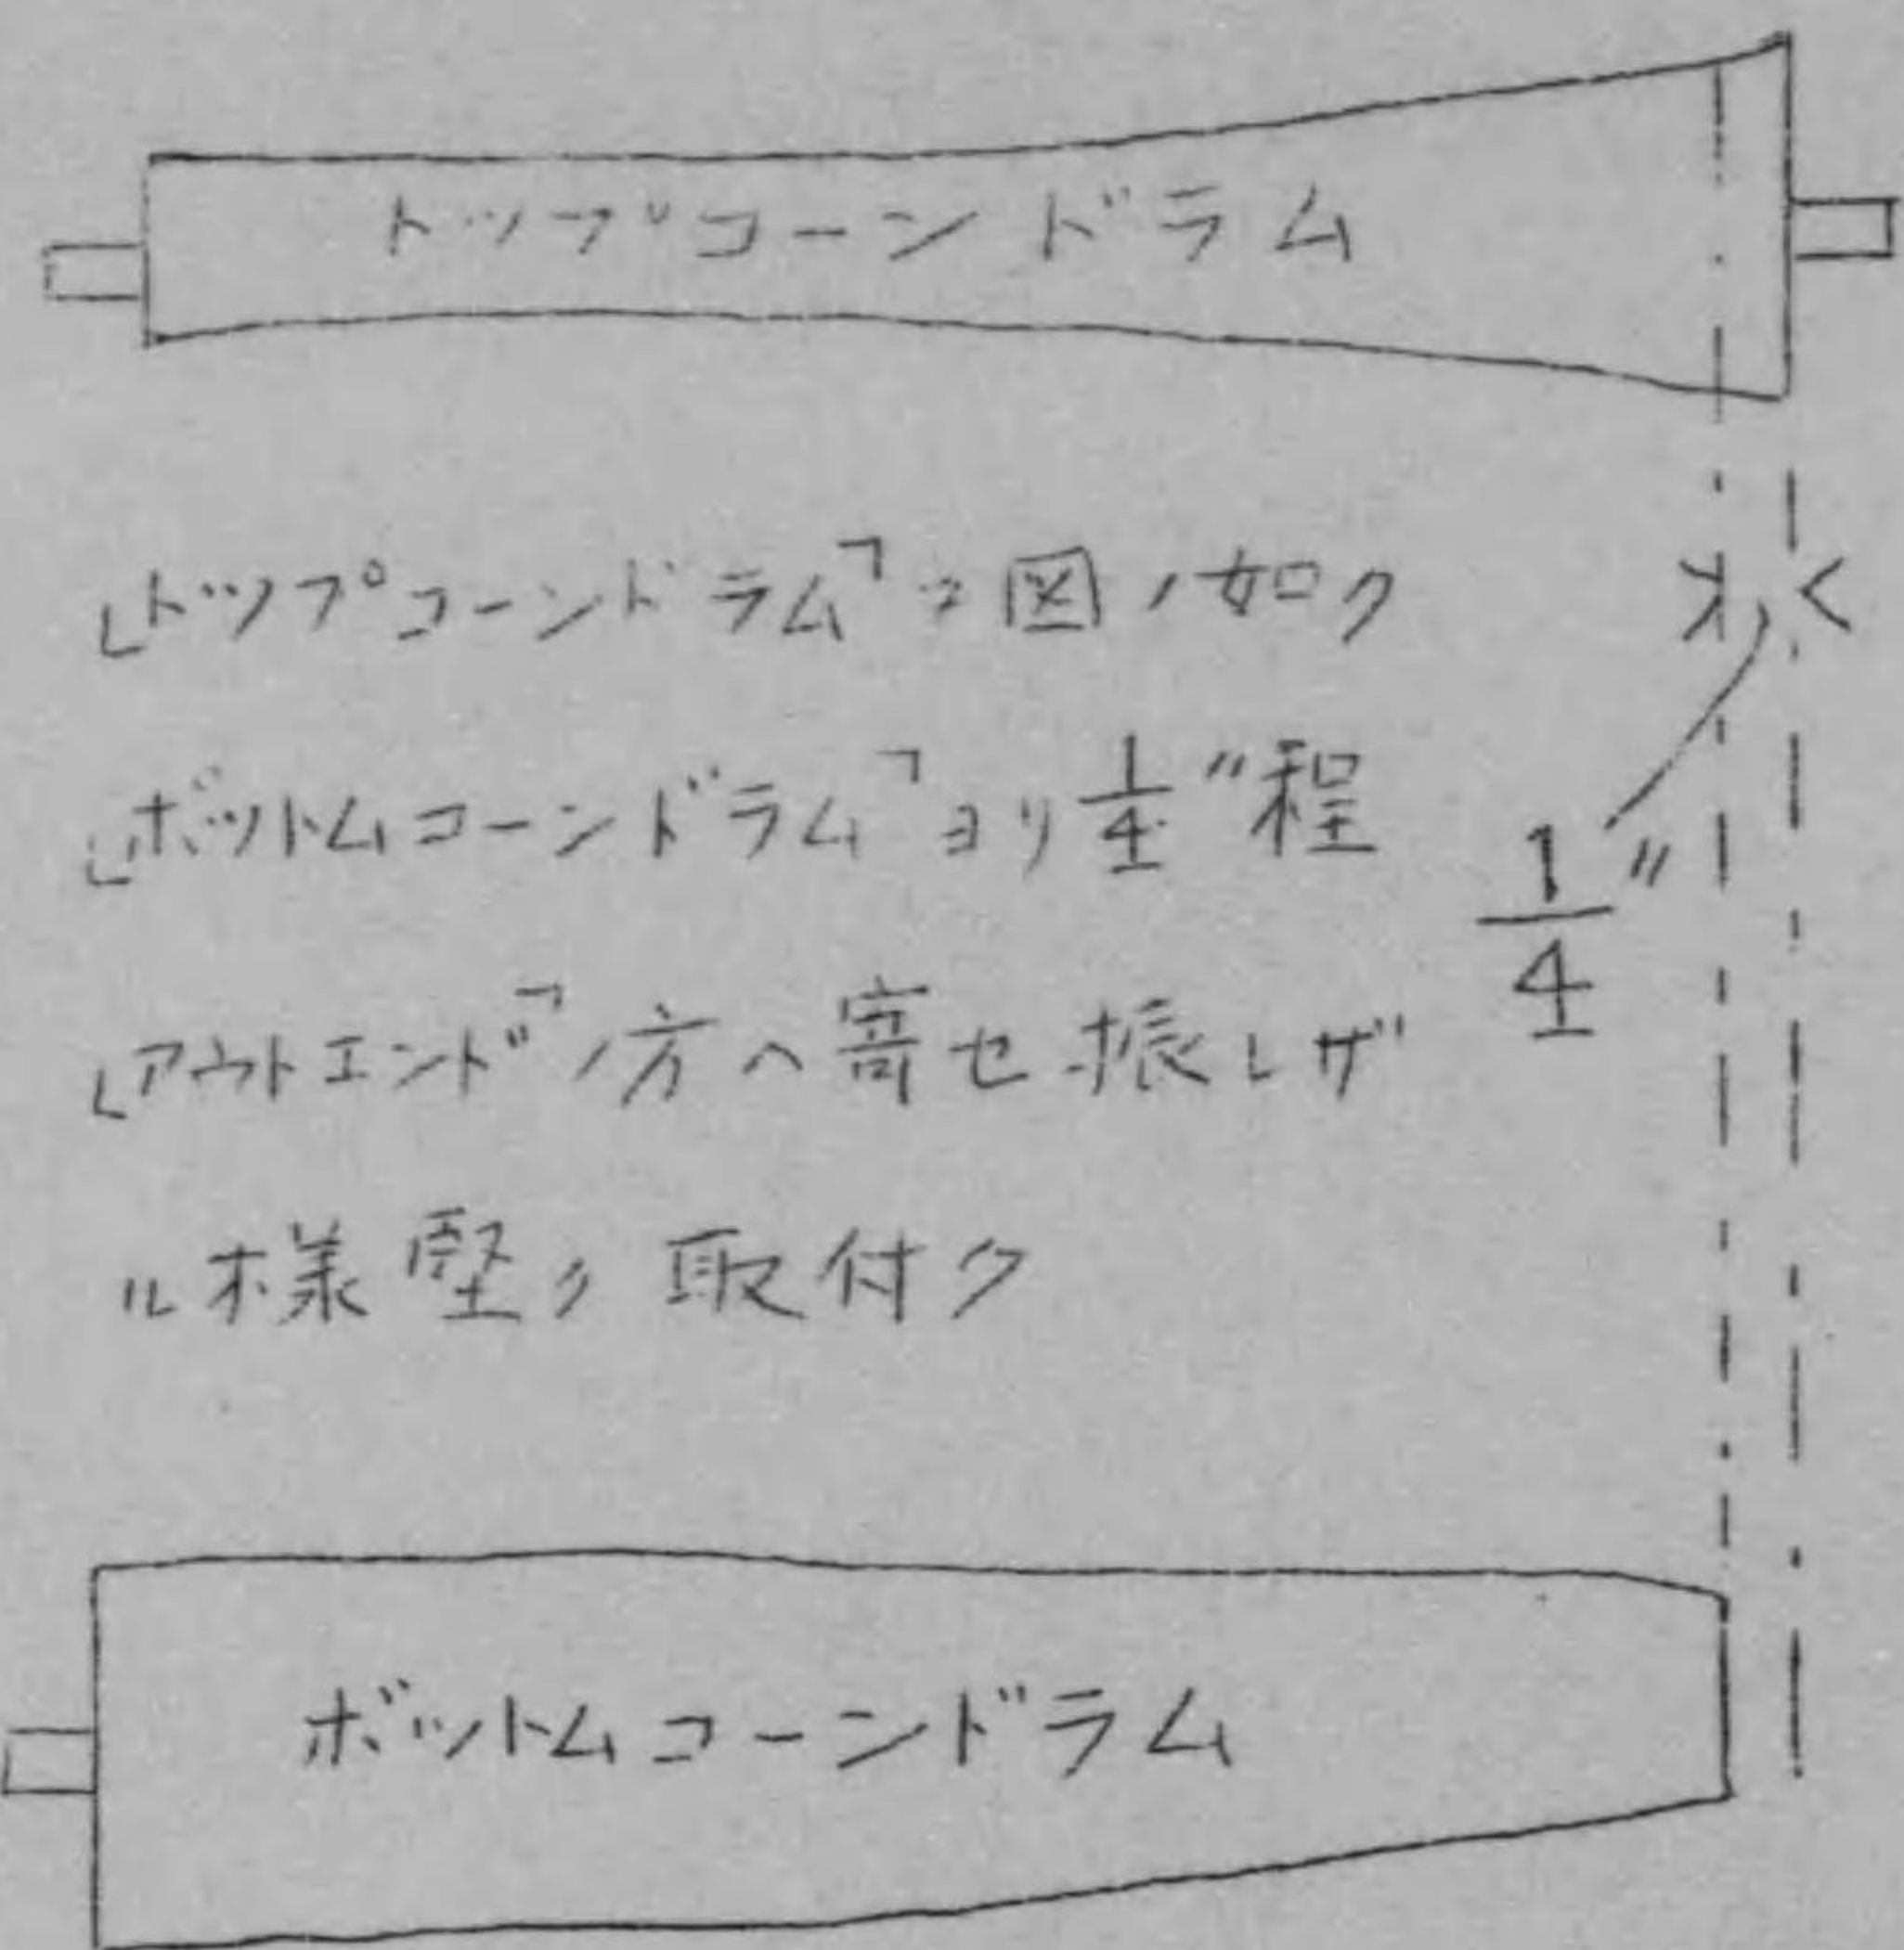 トップコーンドラム
「トップコーンドラム」ヲ図ノ如ク
「ボットムコーンドラム」ヨリ1/4"程
「アウトエンド」ノ方ヘ寄セ振レザ
ル様堅ク取付ク
1/4"
ボットムコーンドラム